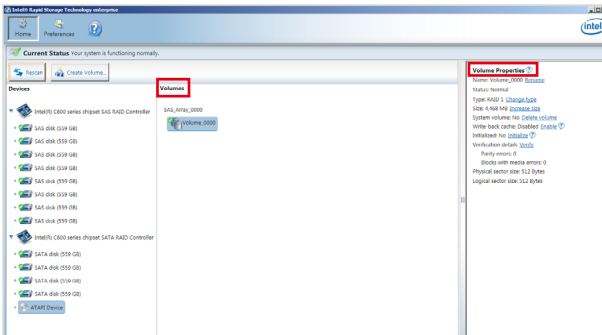 Intel® Rapid Storage Technology enterprise
Home
Preferences
intel
Current Status Your system is functioning normally.
Rescan
Create Volume...
Devices
Intel(R) C600 series chipset SAS RAID Controller
SAS disk (559 GB)
SAS disk (559 GB)
SAS disk (559 GB)
SAS disk (559 GB)
SAS disk (559 GB)
SAS disk (559 GB)
SAS disk (559 GB)
SAS disk (559 GB)
Intel(R) C600 series chipset SATA RAID Controller
SATA disk (559 GB)
SATA disk (559 GB)
SATA disk (559 GB)
SATA disk (559 GB)
ATAPI Device
Volumes
SAS_Array_0000
Volume_0000
Volume Properties ?
Name: Volume_0000 Rename
Status: Normal
Type: RAID 1 Change type
Size: 4,468 MB Increase size
System volume: No Delete volume
Write-back cache: Disabled Enable ?
Initialized: No Initialize ?
Verification details Verify
Parity errors: 0
Blocks with media errors: 0
Physical sector size: 512 Bytes
Logical sector size: 512 Bytes